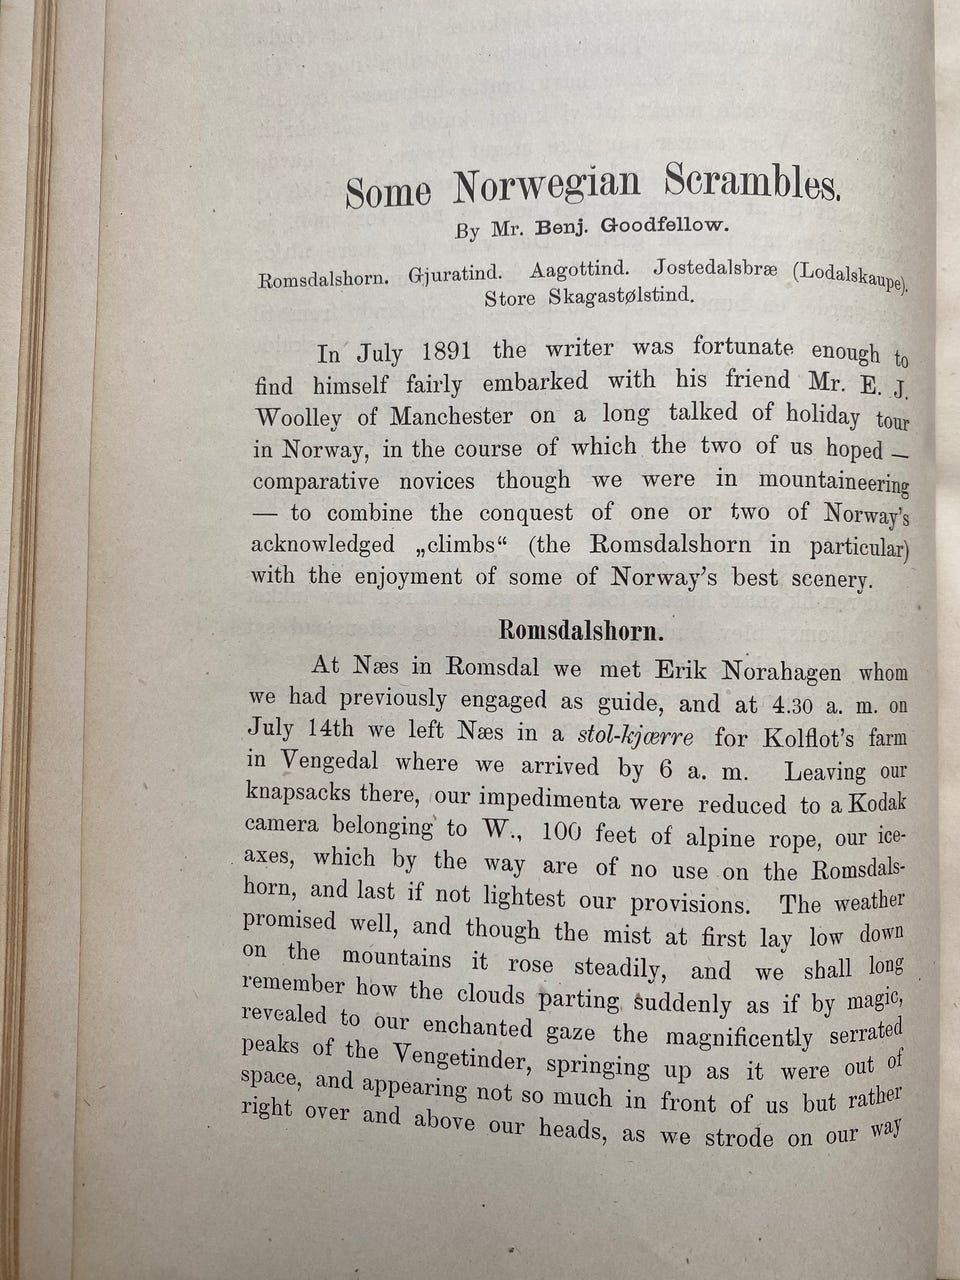 Some Norwegian Scrambles.
By Mr. Benj. Goodfellow.
Romsdalshorn. Gjuratind. Aagottind. Jostedalsbræ (Lodalskaupe).
Store Skagastølstind.
In July 1891 the writer was fortunate enough to
find himself fairly embarked with his friend Mr. E. J.
Woolley of Manchester on a long talked of holiday tour
in Norway, in the course of which the two of us hoped —
comparative novices though we were in mountaineering
— to combine the conquest of one or two of Norway's
acknowledged „climbs“ (the Romsdalshorn in particular)
with the enjoyment of some of Norway's best scenery.
Romsdalshorn.
At Næs in Romsdal we met Erik Norahagen whom
we had previously engaged as guide, and at 4.30 a. m. on
July 14th we left Næs in a stol-kjærre for Kolflot's farm
in Vengedal where we arrived by 6 a. m. Leaving our
knapsacks there, our impedimenta were reduced to a Kodak
camera belonging to W., 100 feet of alpine rope, our ice-
axes, which by the way are of no use on the Romsdals-
horn, and last if not lightest our provisions. The weather
promised well, and though the mist at first lay low down
on the mountains it rose steadily, and we shall long
remember how the clouds parting suddenly as if by magic,
revealed to our enchanted gaze the magnificently serrated
peaks of the Vengetinder, springing up as it were out of
space, and appearing not so much in front of us but rather
right over and above our heads, as we strode on our way